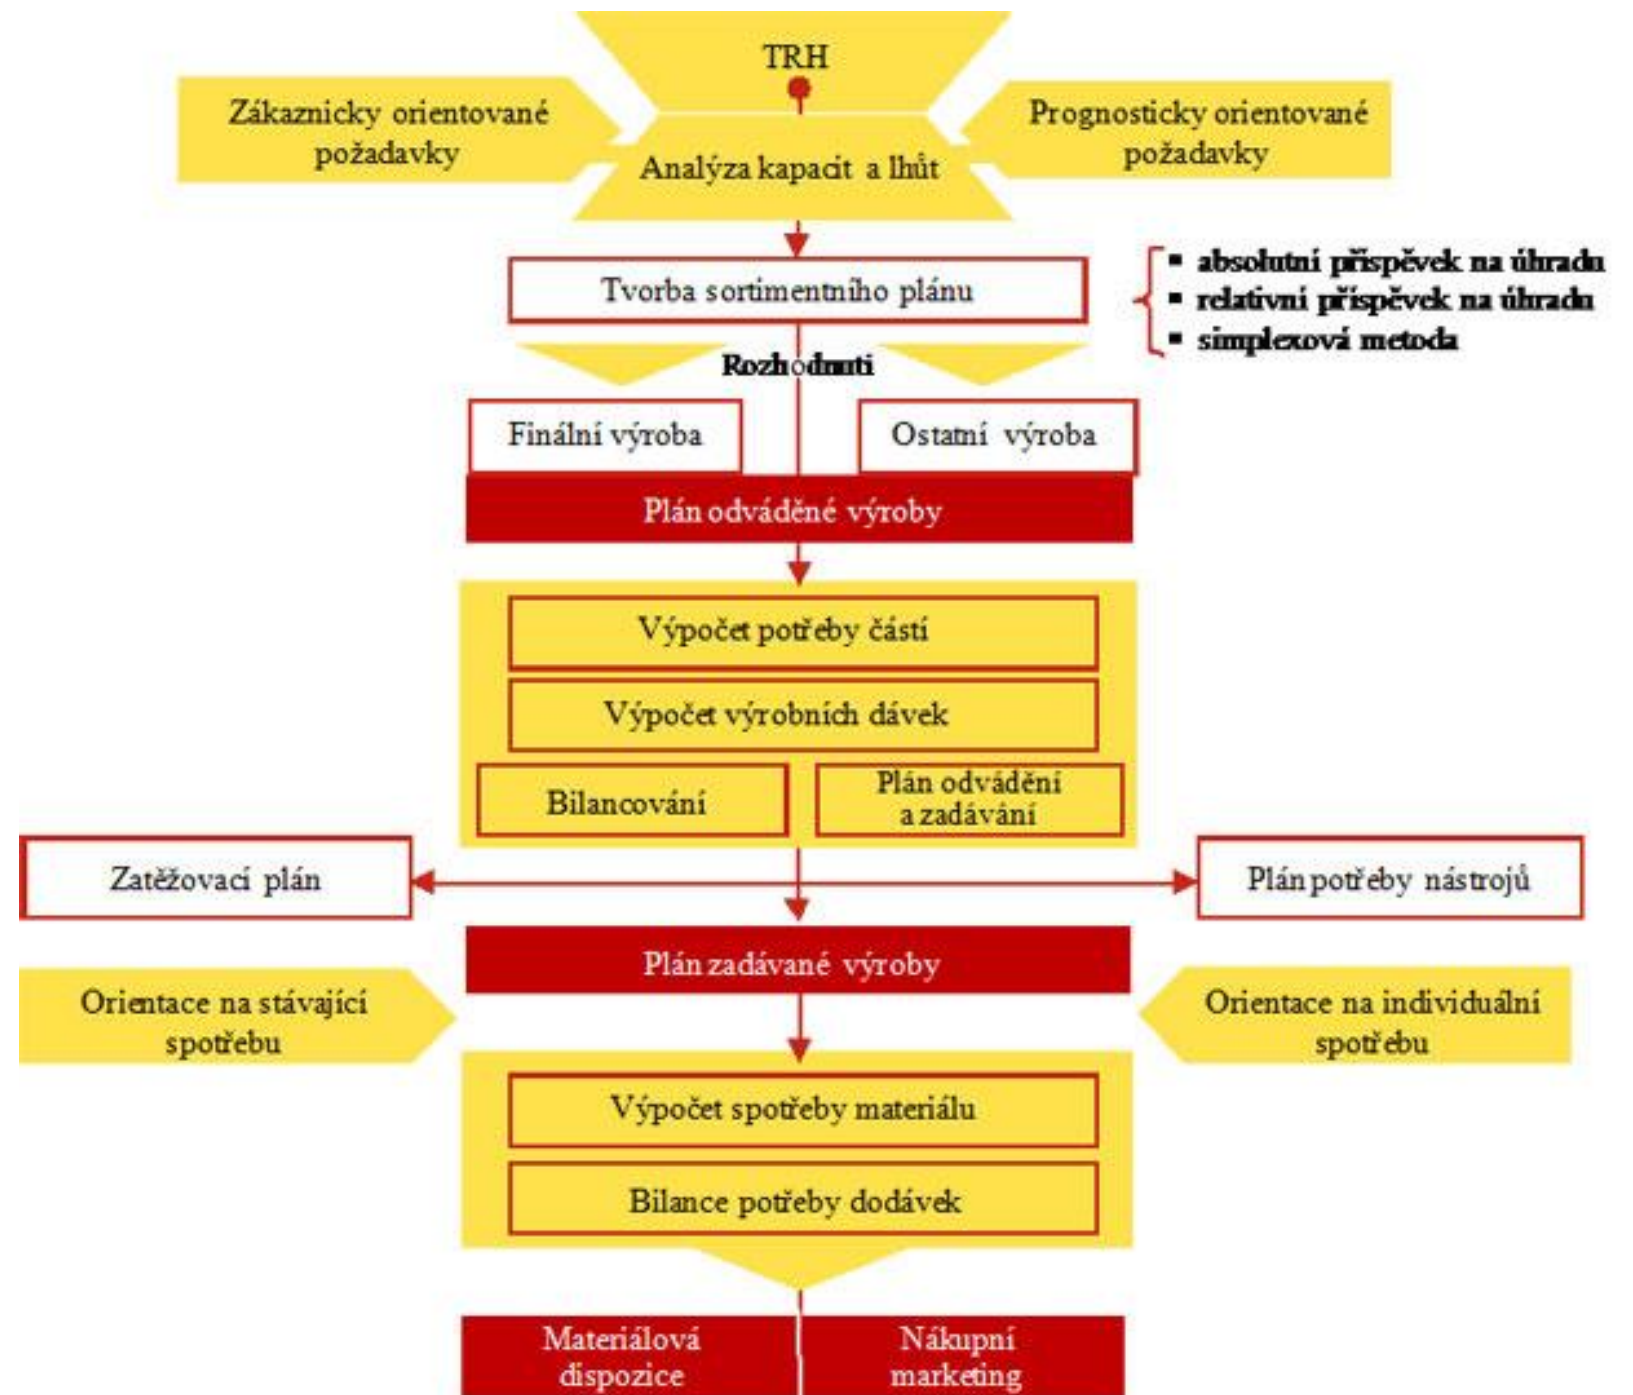 TRH
Zákaznicky orientované
požadavky
Prognosticky orientované
požadavky
Analýza kapacit a lhůt
Tvorba sortimentního plánu
▪ absolutní příspěvek na úhradu
▪ relativní příspěvek na úhradu
▪ simplexová metoda
Rozhodnuti
Finální výroba
Ostatní výroba
Plán odváděné výroby
Výpočet potřeby částí
Výpočet výrobních dávek
Bilancování
Plán odvádění
a zadávání
Zatěžovací plán
Plán potřeby nástrojů
Plán zadávané výroby
Orientace na stávající
spotřebu
Orientace na individuální
spotřebu
Výpočet spotřeby materiálu
Bilance potřeby dodávek
Materiálová
dispozice
Nákupní
marketing